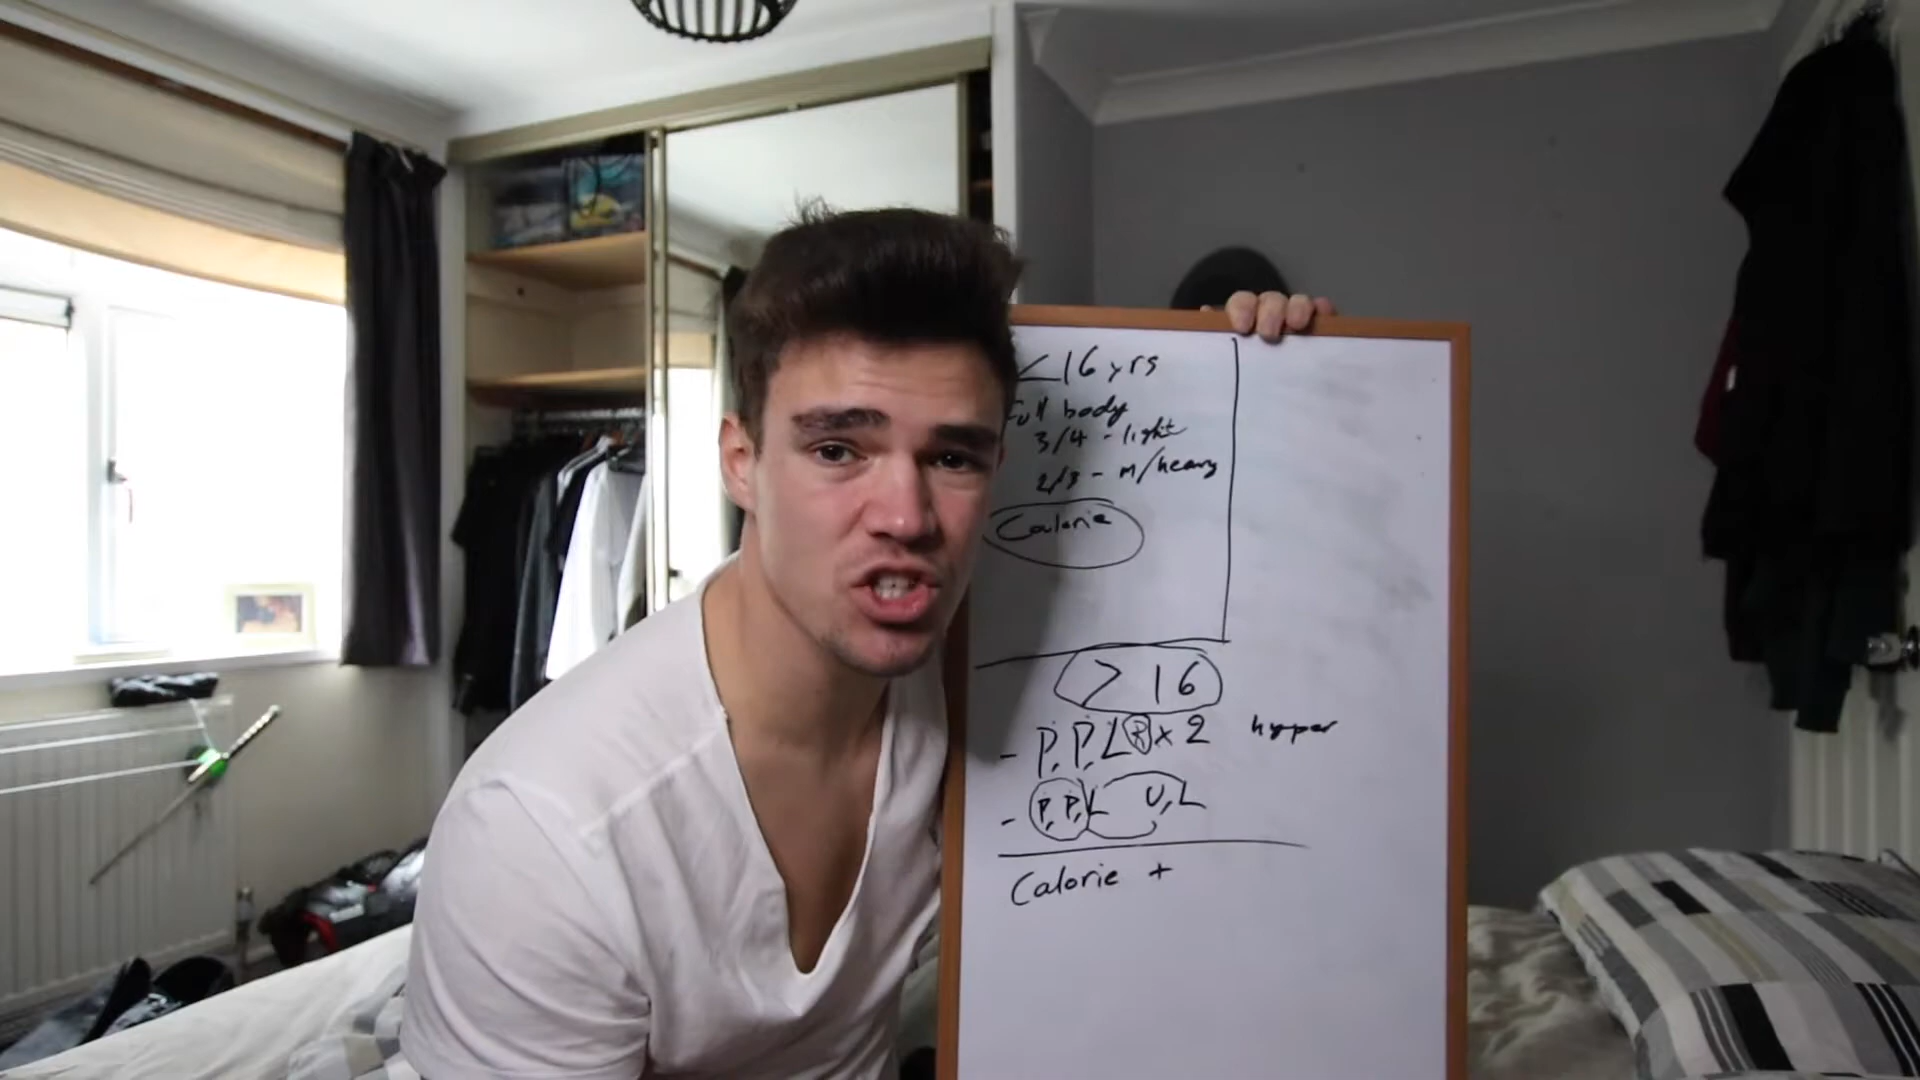 <16 yrs
Full body
3/4 - light
2/3 - m/heavy
Calorie
> 16
- P, P, L R x 2 hyper
- P, P, L U, L
Calorie +